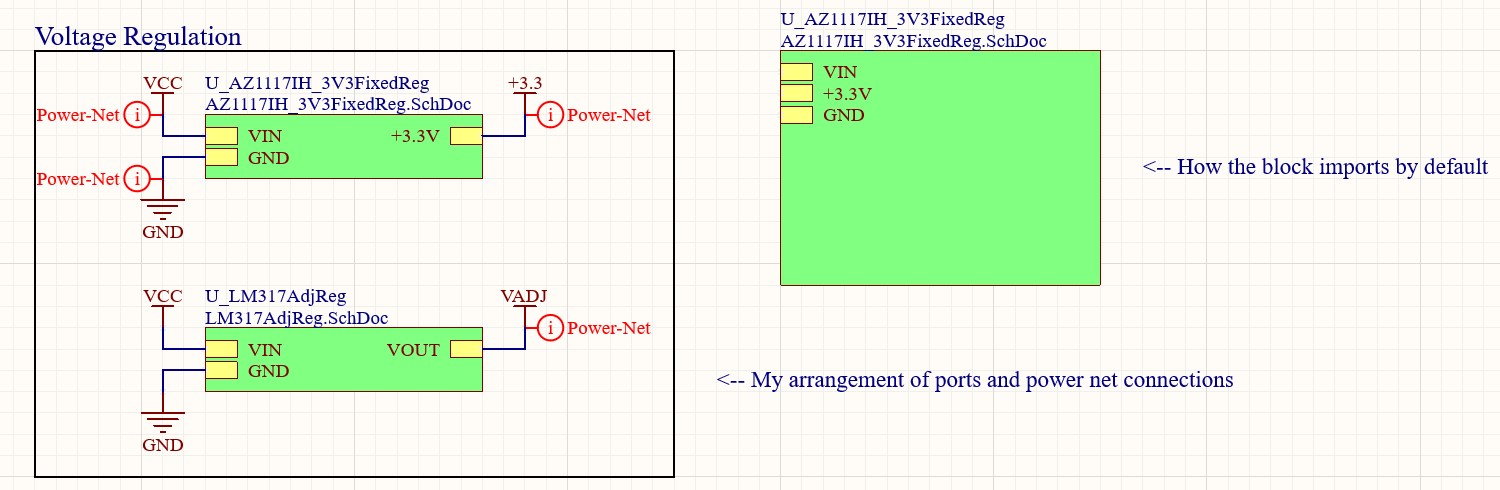 Voltage Regulation
VCC
U_AZ1117IH_3V3FixedReg
AZ1117IH_3V3FixedReg.SchDoc
+3.3
Power-Net
i
VIN
+3.3V
i
Power-Net
GND
Power-Net
i
GND
VCC
U_LM317AdjReg
LM317AdjReg.SchDoc
VADJ
VIN
VOUT
i
Power-Net
GND
GND
U_AZ1117IH_3V3FixedReg
AZ1117IH_3V3FixedReg.SchDoc
VIN
+3.3V
GND
<-- How the block imports by default
<-- My arrangement of ports and power net connections